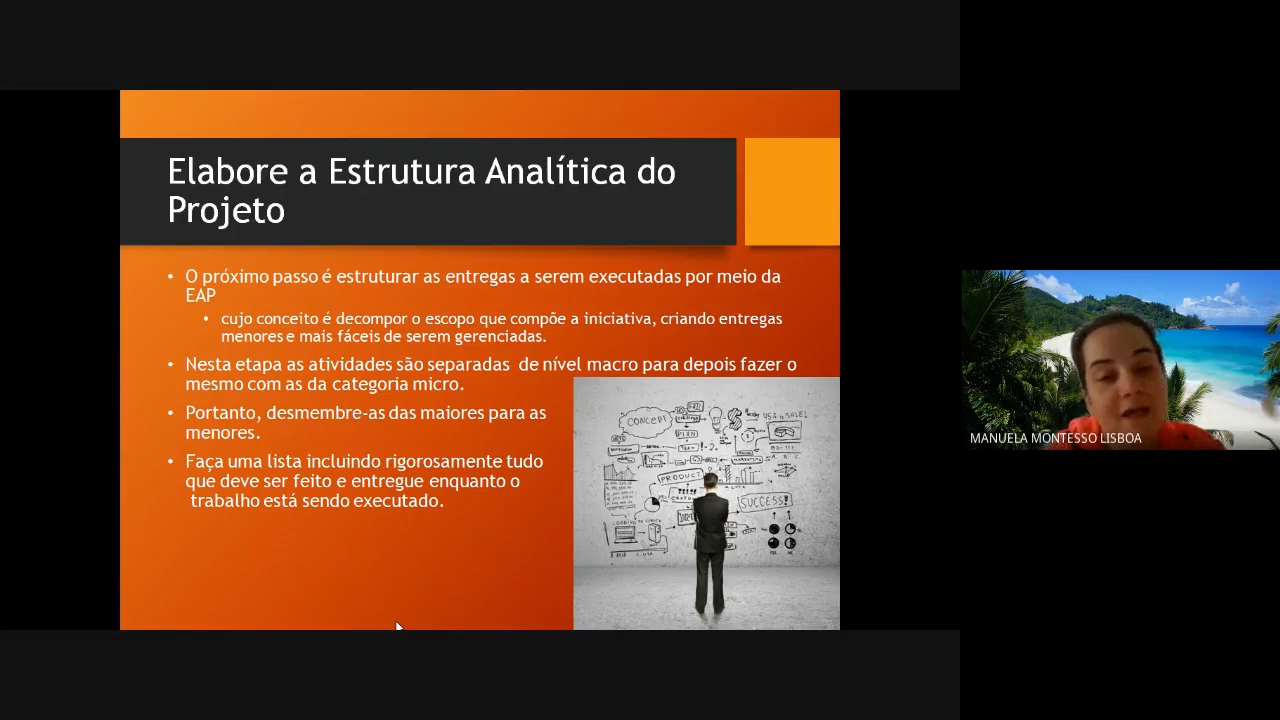 Elabore a Estrutura Analítica do
Projeto
• O próximo passo é estruturar as entregas a serem executadas por meio da
EAP
• cujo conceito é decompor o escopo que compõe a iniciativa, criando entregas
menores e mais fáceis de serem gerenciadas.
• Nesta etapa as atividades são separadas  de nível macro para depois fazer o
mesmo com as da categoria micro.
• Portanto, desmembre-as das maiores para as
menores.
• Faça uma lista incluindo rigorosamente tudo
que deve ser feito e entregue enquanto o
trabalho está sendo executado.
CONCEPT
PLAN
PRODUCT
SUCCESS!
MANUELA MONTESSO LISBOA